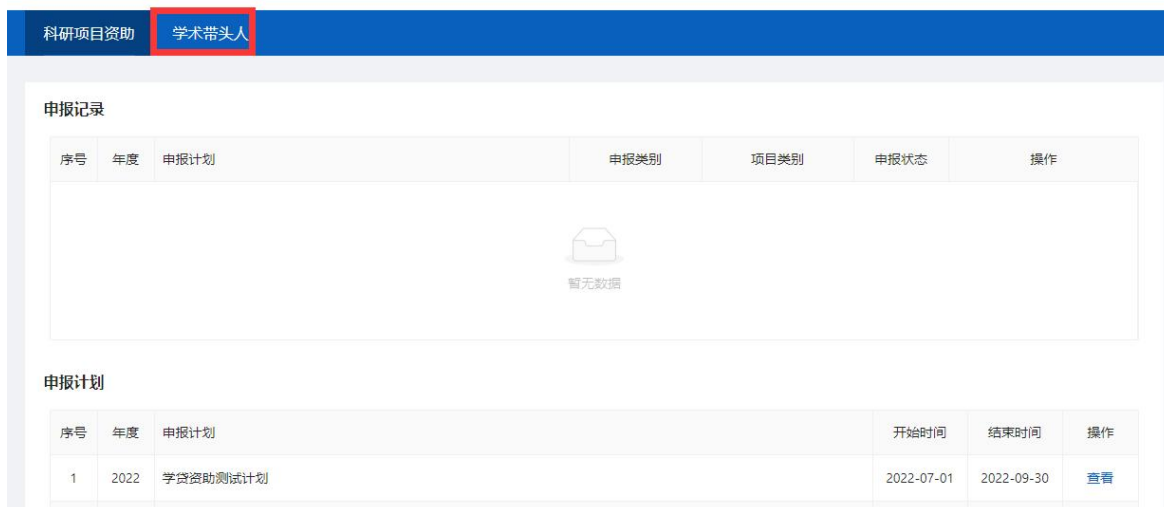 科研项目资助 学术带头人
申报记录
序号 年度 申报计划 申报类别 项目类别 申报状态 操作
暂无数据
申报计划
序号 年度 申报计划 开始时间 结束时间 操作
1 2022 学贷资助测试计划 2022-07-01 2022-09-30 查看